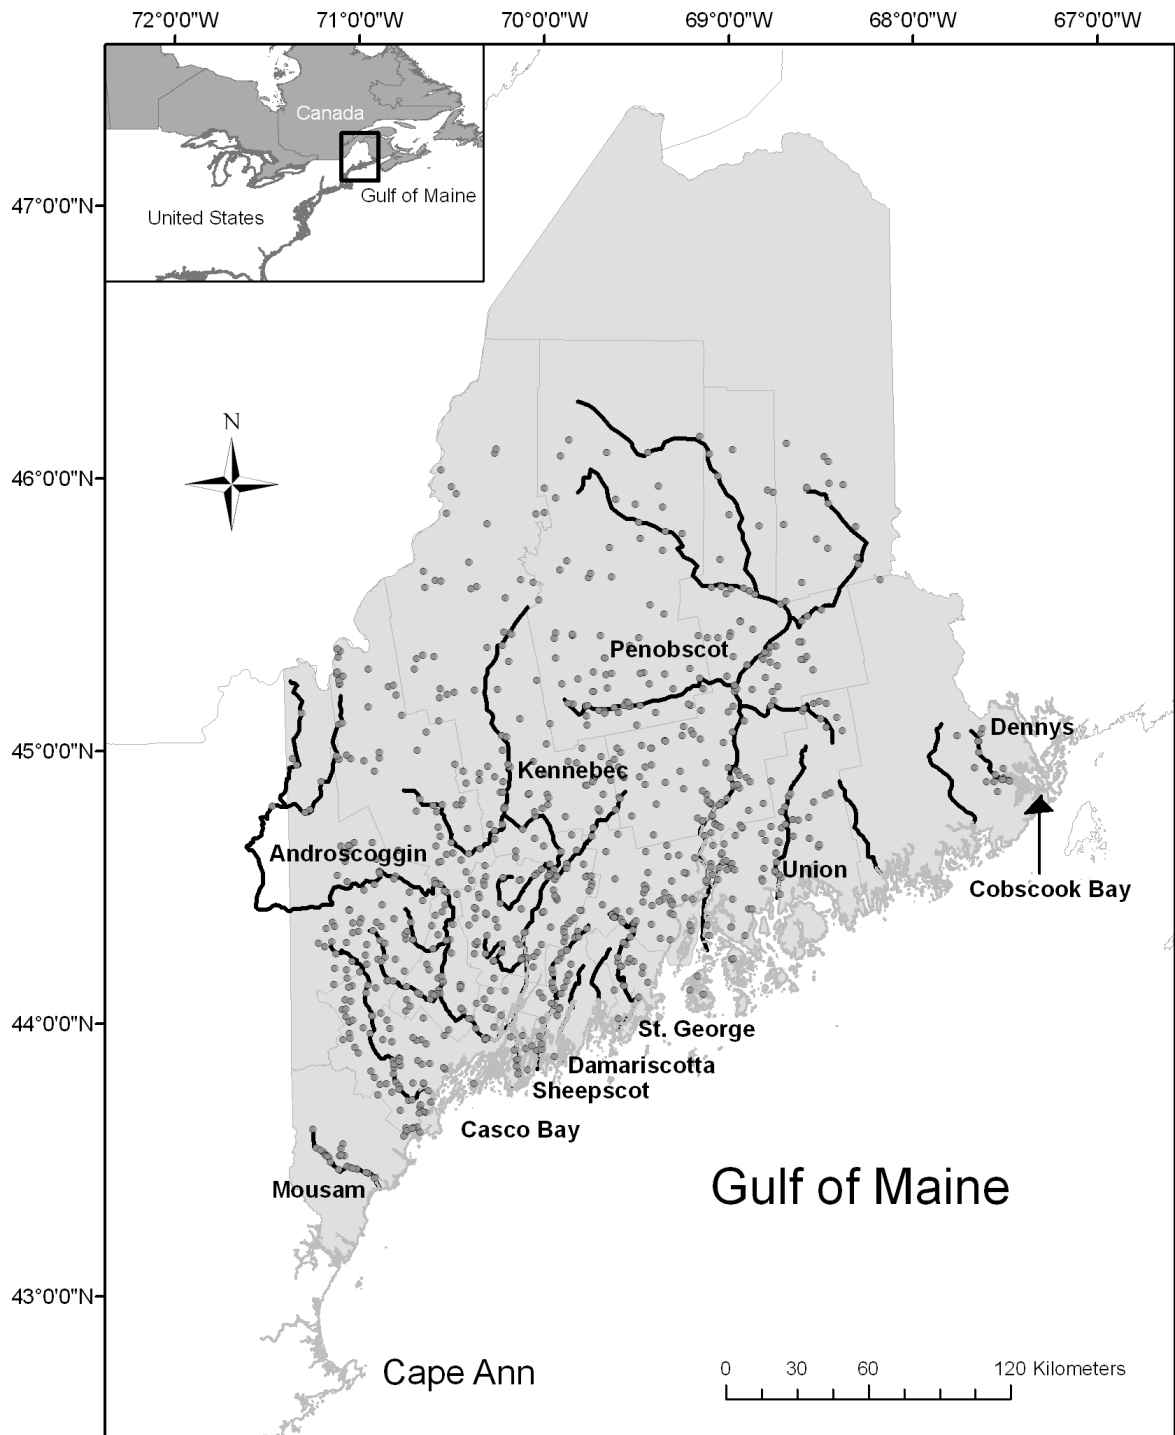 72°0'0"W 71°0'0"W 70°0'0"W 69°0'0"W 68°0'0"W 67°0'0"W
Canada
Gulf of Maine
United States
47°0'0"N
N
46°0'0"N
Penobscot
Dennys
45°0'0"N
Kennebec
Androscoggin
Union
Cobscook Bay
44°0'0"N
St. George
Damariscotta
Sheepscot
Casco Bay
Mousam
Gulf of Maine
43°0'0"N
Cape Ann
0 30 60 120 Kilometers